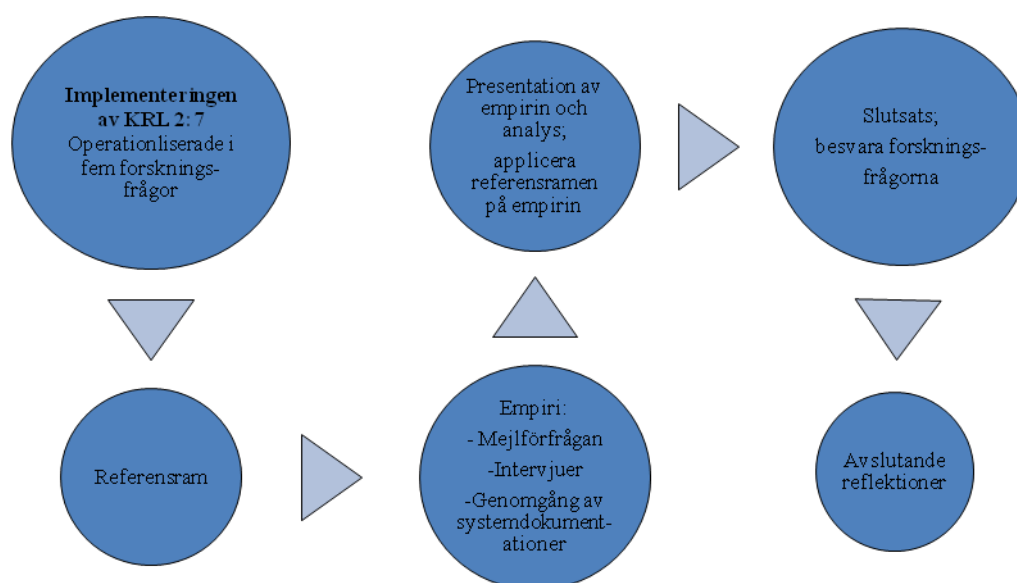 Implementeringen
av KRL 2: 7
Operationliserade i
fem forsknings-
frågor
Referensram
Empiri:
- Mejlförfrågan
-Intervjuer
-Genomgång av
systemdokument-
ationer
Presentation av
empirin och
analys;
applicera
referensramen
på empirin
Slutsats;
besvara forsknings-
frågorna
Avslutande
reflektioner